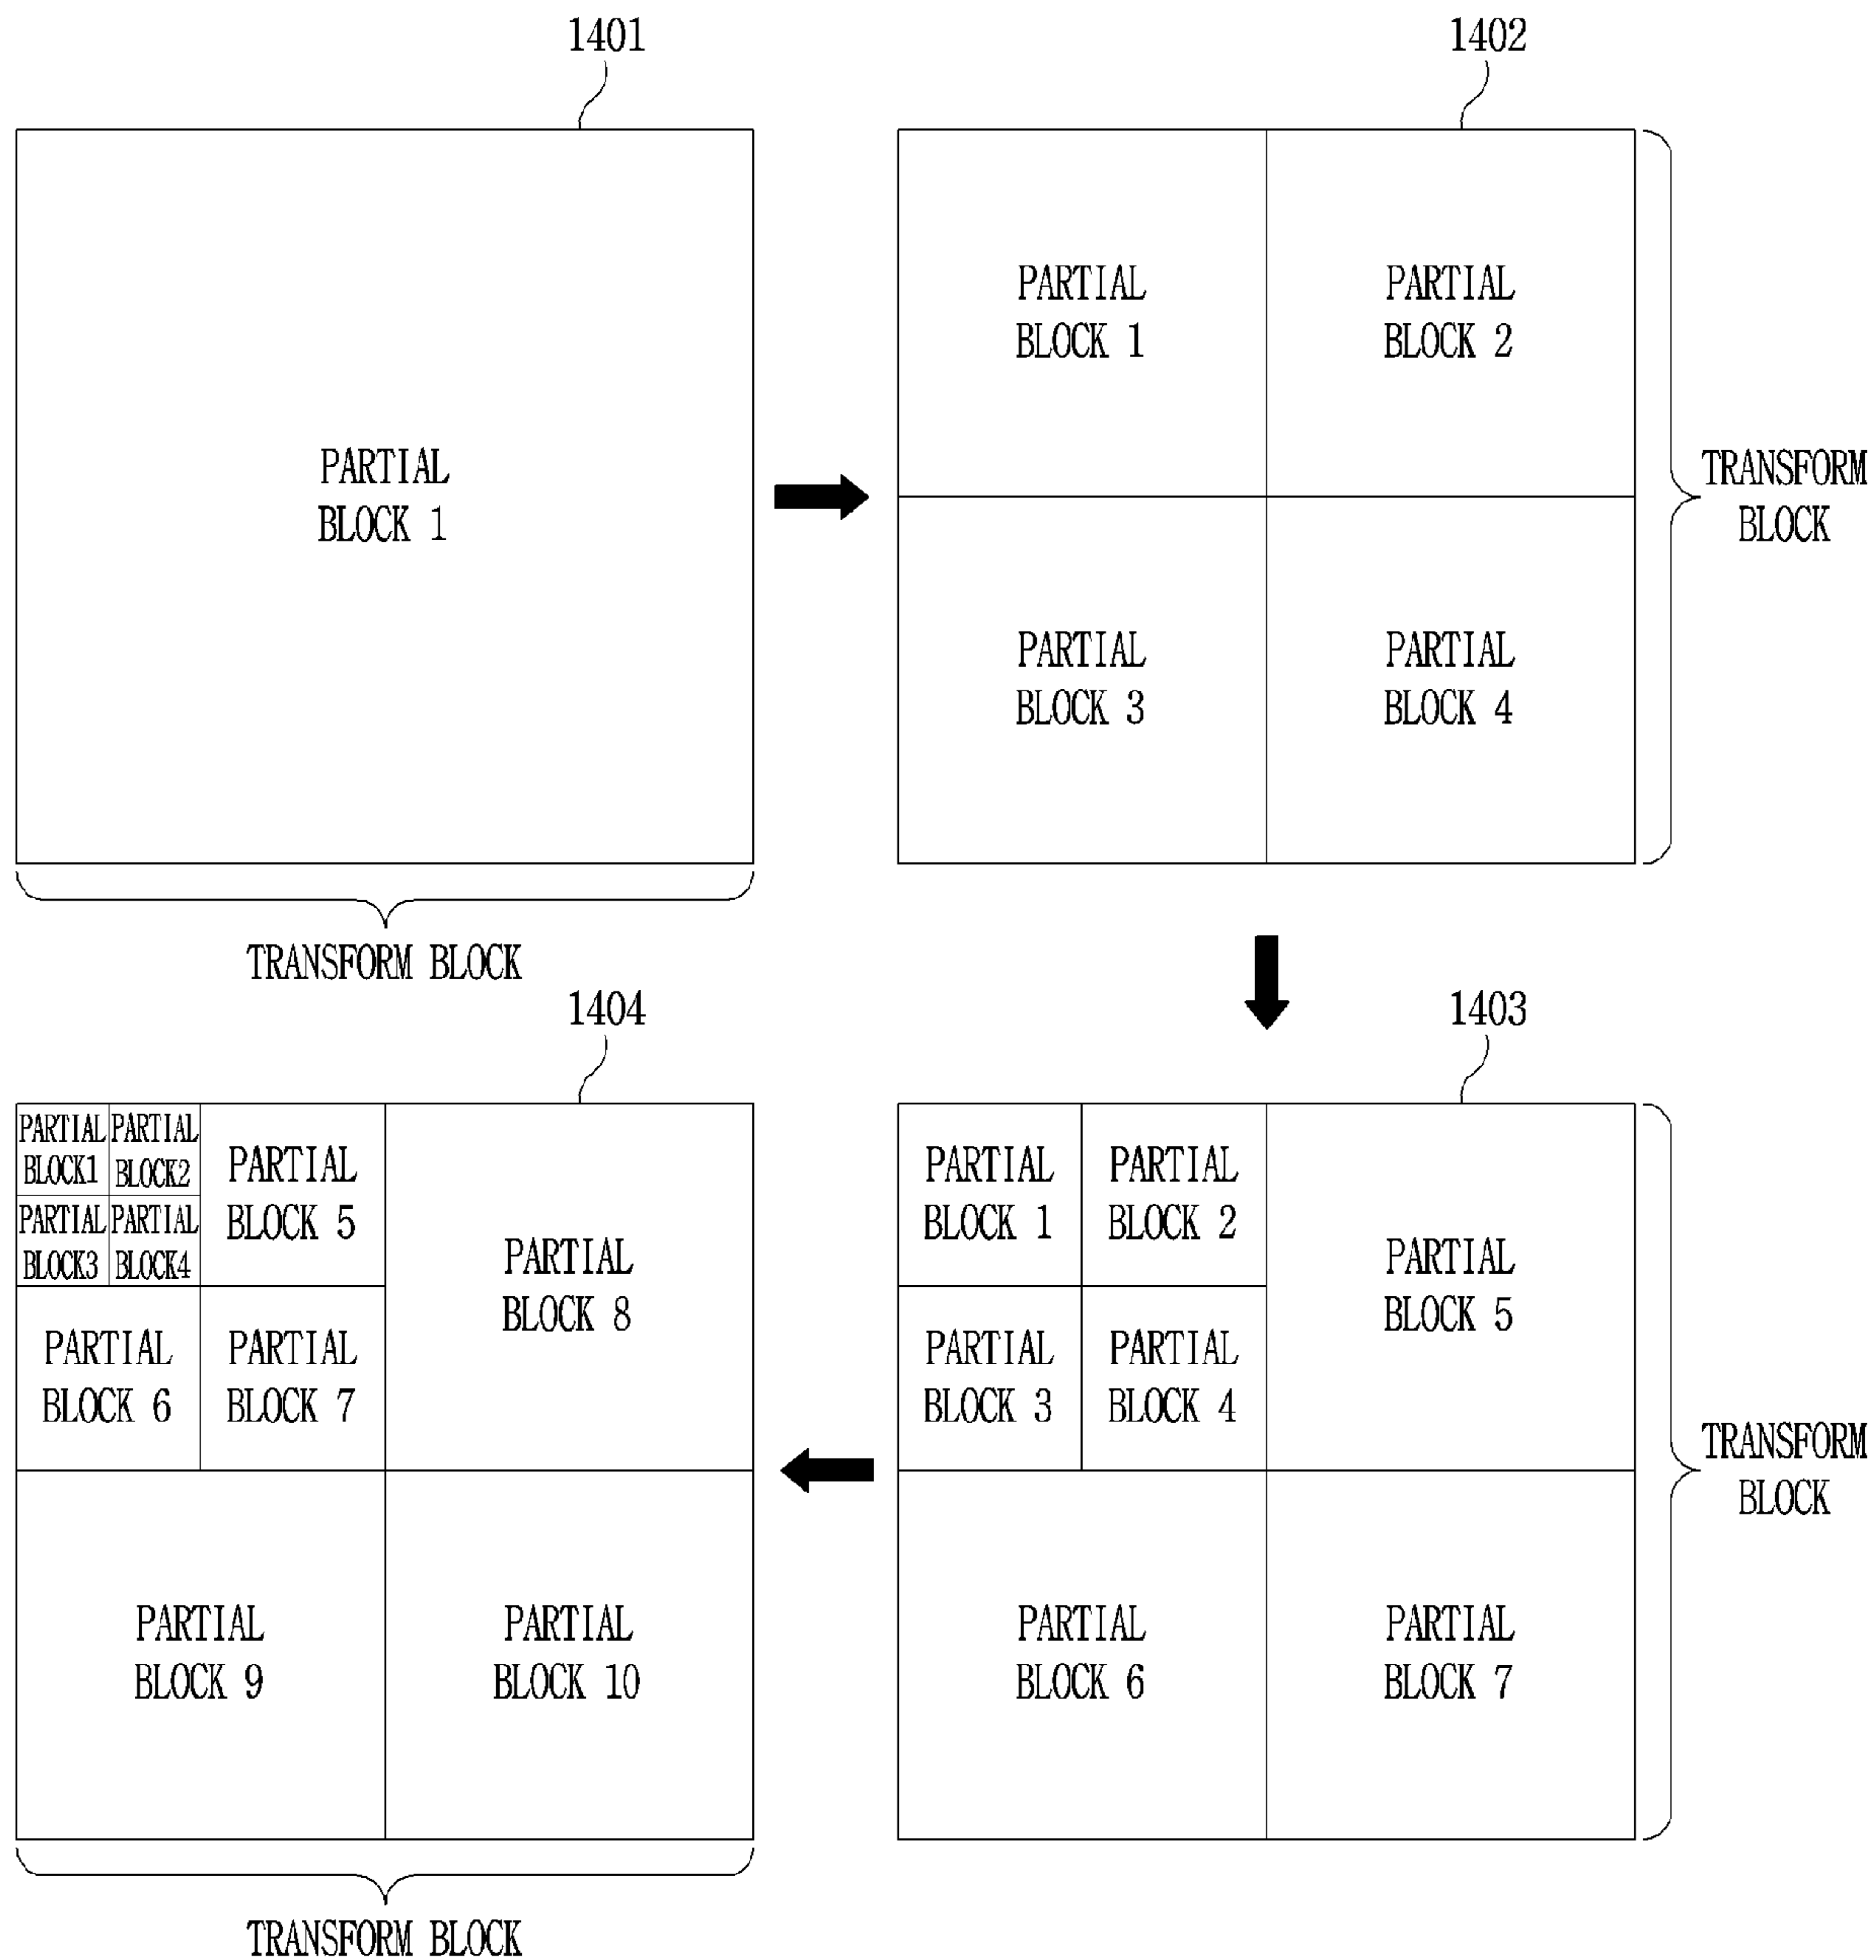 1401
PARTIAL
BLOCK 1
TRANSFORM BLOCK
1402
PARTIAL
BLOCK 1
PARTIAL
BLOCK 2
PARTIAL
BLOCK 3
PARTIAL
BLOCK 4
TRANSFORM
BLOCK
1404
PARTIAL
BLOCK1
PARTIAL
BLOCK2
PARTIAL
BLOCK3
PARTIAL
BLOCK4
PARTIAL
BLOCK 5
PARTIAL
BLOCK 6
PARTIAL
BLOCK 7
PARTIAL
BLOCK 8
PARTIAL
BLOCK 9
PARTIAL
BLOCK 10
TRANSFORM BLOCK
1403
PARTIAL
BLOCK 1
PARTIAL
BLOCK 2
PARTIAL
BLOCK 3
PARTIAL
BLOCK 4
PARTIAL
BLOCK 5
PARTIAL
BLOCK 6
PARTIAL
BLOCK 7
TRANSFORM
BLOCK